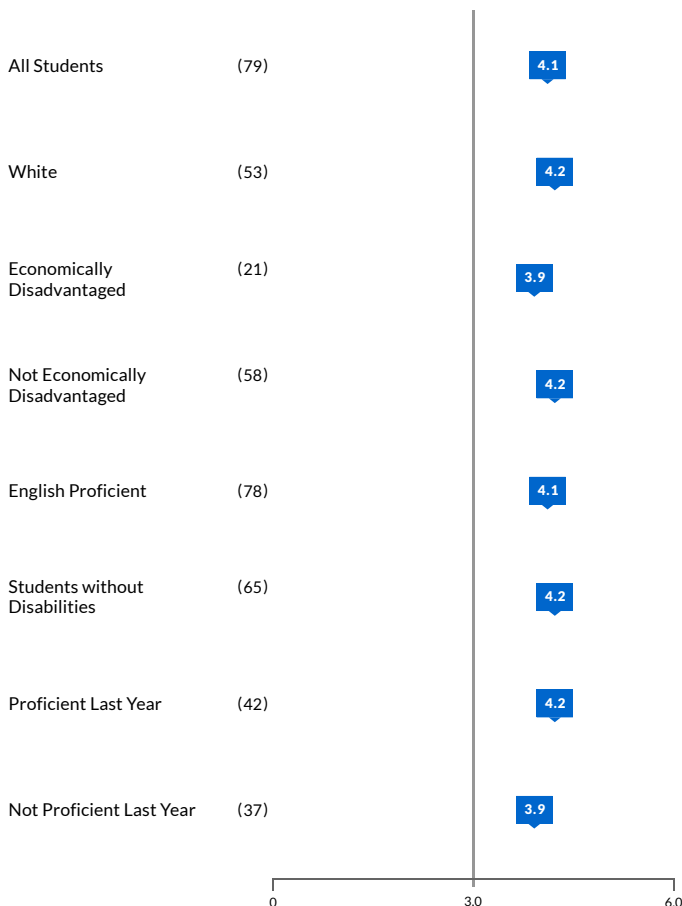 All Students (79) 4.1
White (53) 4.2
Economically (21) 3.9
Disadvantaged
Not Economically (58) 4.2
Disadvantaged
English Proficient (78) 4.1
Students without (65) 4.2
Disabilities
Proficient Last Year (42) 4.2
Not Proficient Last Year (37) 3.9
0 3.0 6.0